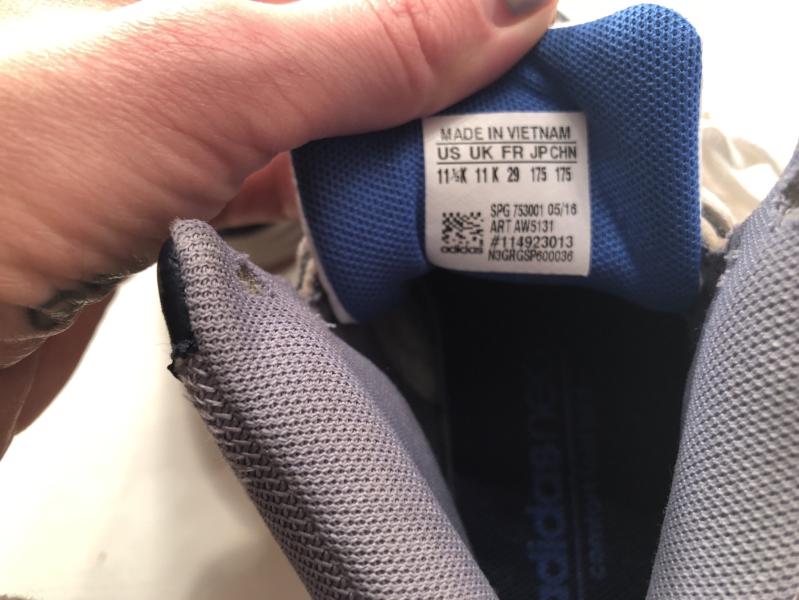 MADE IN VIETNAM
US UK FR JP CHN
11½K 11K 29 175 175
SPG 753001 05/16
ART AW5131
#114923013
N3GRGSP600036
adidas
adidas neo